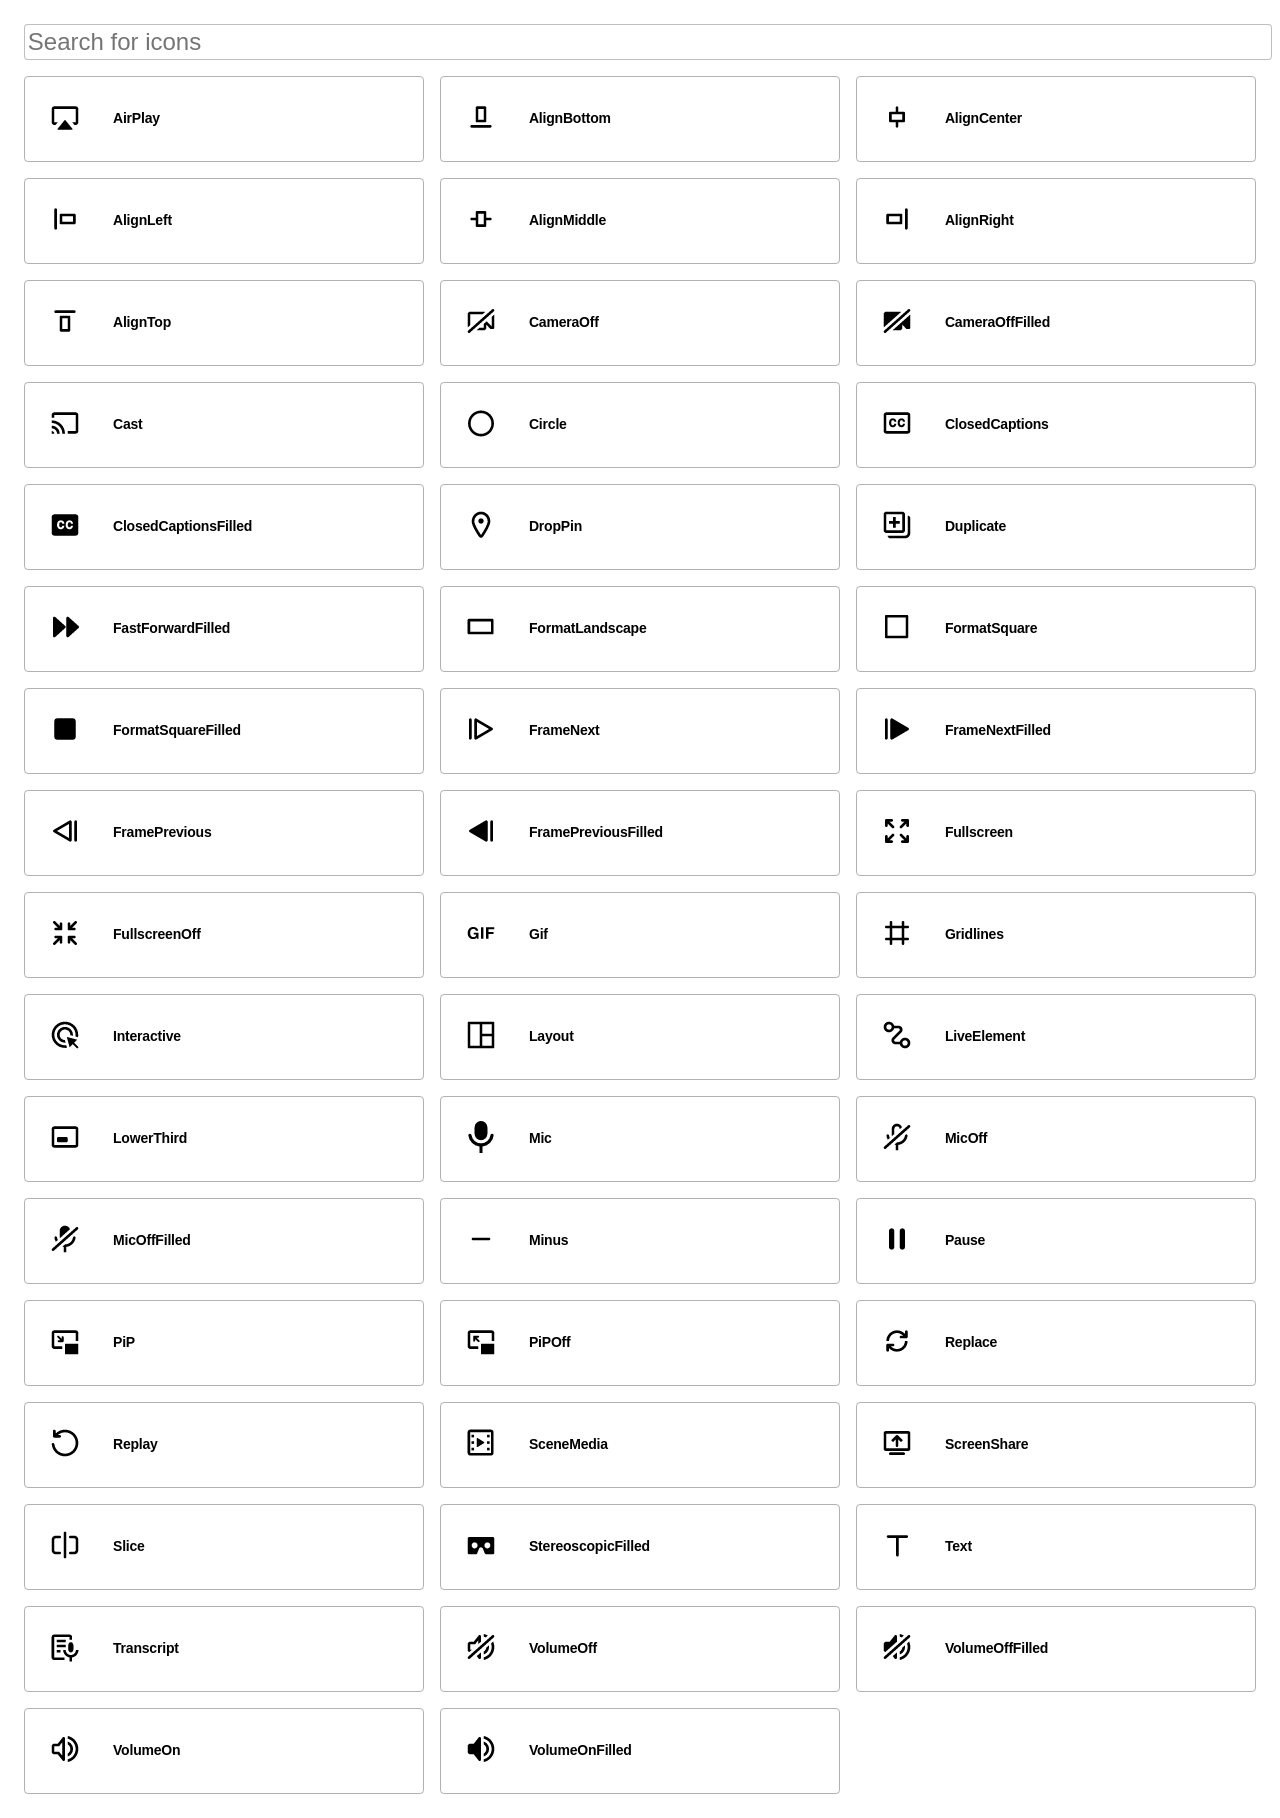 Search for icons
AirPlay
AlignBottom
AlignCenter
AlignLeft
AlignMiddle
AlignRight
AlignTop
CameraOff
CameraOffFilled
Cast
Circle
CC
ClosedCaptions
CC
ClosedCaptionsFilled
DropPin
Duplicate
FastForwardFilled
FormatLandscape
FormatSquare
FormatSquareFilled
FrameNext
FrameNextFilled
FramePrevious
FramePreviousFilled
Fullscreen
FullscreenOff
GIF
Gif
Gridlines
Interactive
Layout
LiveElement
LowerThird
Mic
MicOff
MicOffFilled
Minus
Pause
PiP
PiPOff
Replace
Replay
SceneMedia
ScreenShare
Slice
StereoscopicFilled
Text
Transcript
VolumeOff
VolumeOffFilled
VolumeOn
VolumeOnFilled